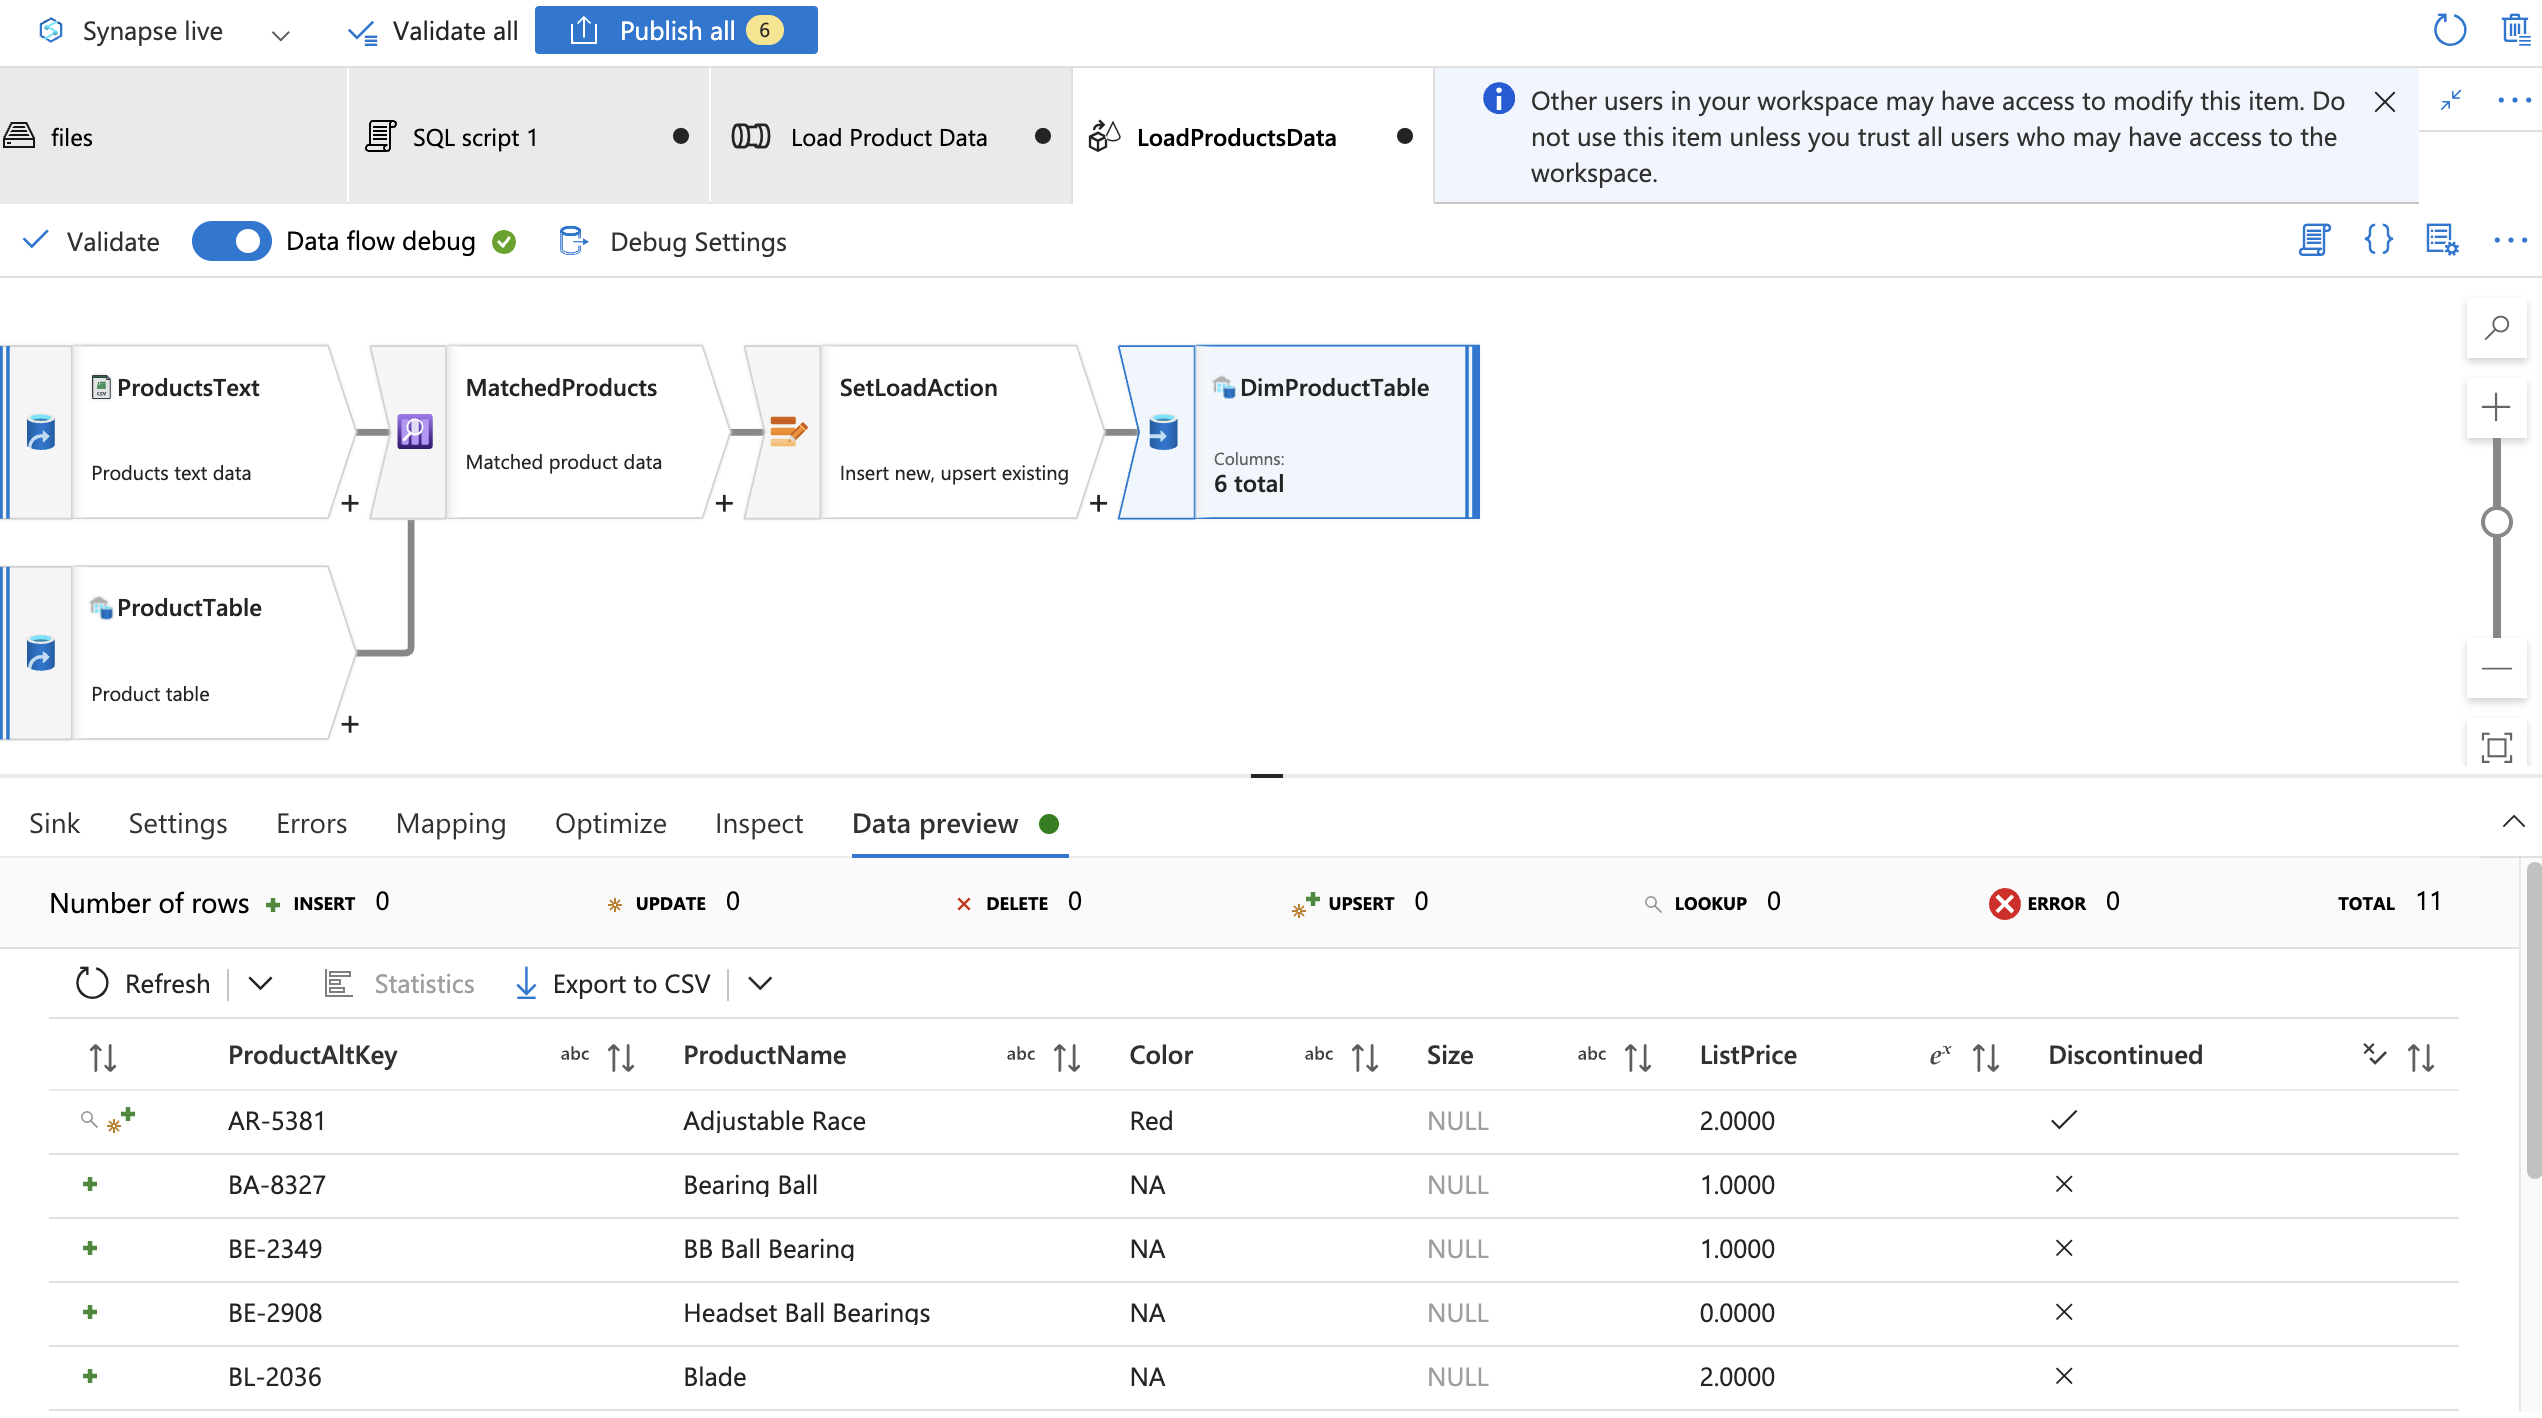 Synapse live
Validate all
Publish all 6
files
SQL script 1
Load Product Data
LoadProductsData
Other users in your workspace may have access to modify this item. Do
not use this item unless you trust all users who may have access to the
workspace.
Validate
Data flow debug
Debug Settings
ProductsText
Products text data
MatchedProducts
Matched product data
SetLoadAction
Insert new, upsert existing
DimProductTable
Columns:
6 total
ProductTable
Product table
Sink Settings Errors Mapping Optimize Inspect Data preview
Number of rows INSERT 0 UPDATE 0 DELETE 0 UPSERT 0 LOOKUP 0 ERROR 0 TOTAL 11
Refresh Statistics Export to CSV
ProductAltKey abc ProductName abc Color abc Size abc ListPrice eˣ Discontinued
AR-5381 Adjustable Race Red NULL 2.0000
BA-8327 Bearing Ball NA NULL 1.0000
BE-2349 BB Ball Bearing NA NULL 1.0000
BE-2908 Headset Ball Bearings NA NULL 0.0000
BL-2036 Blade NA NULL 2.0000